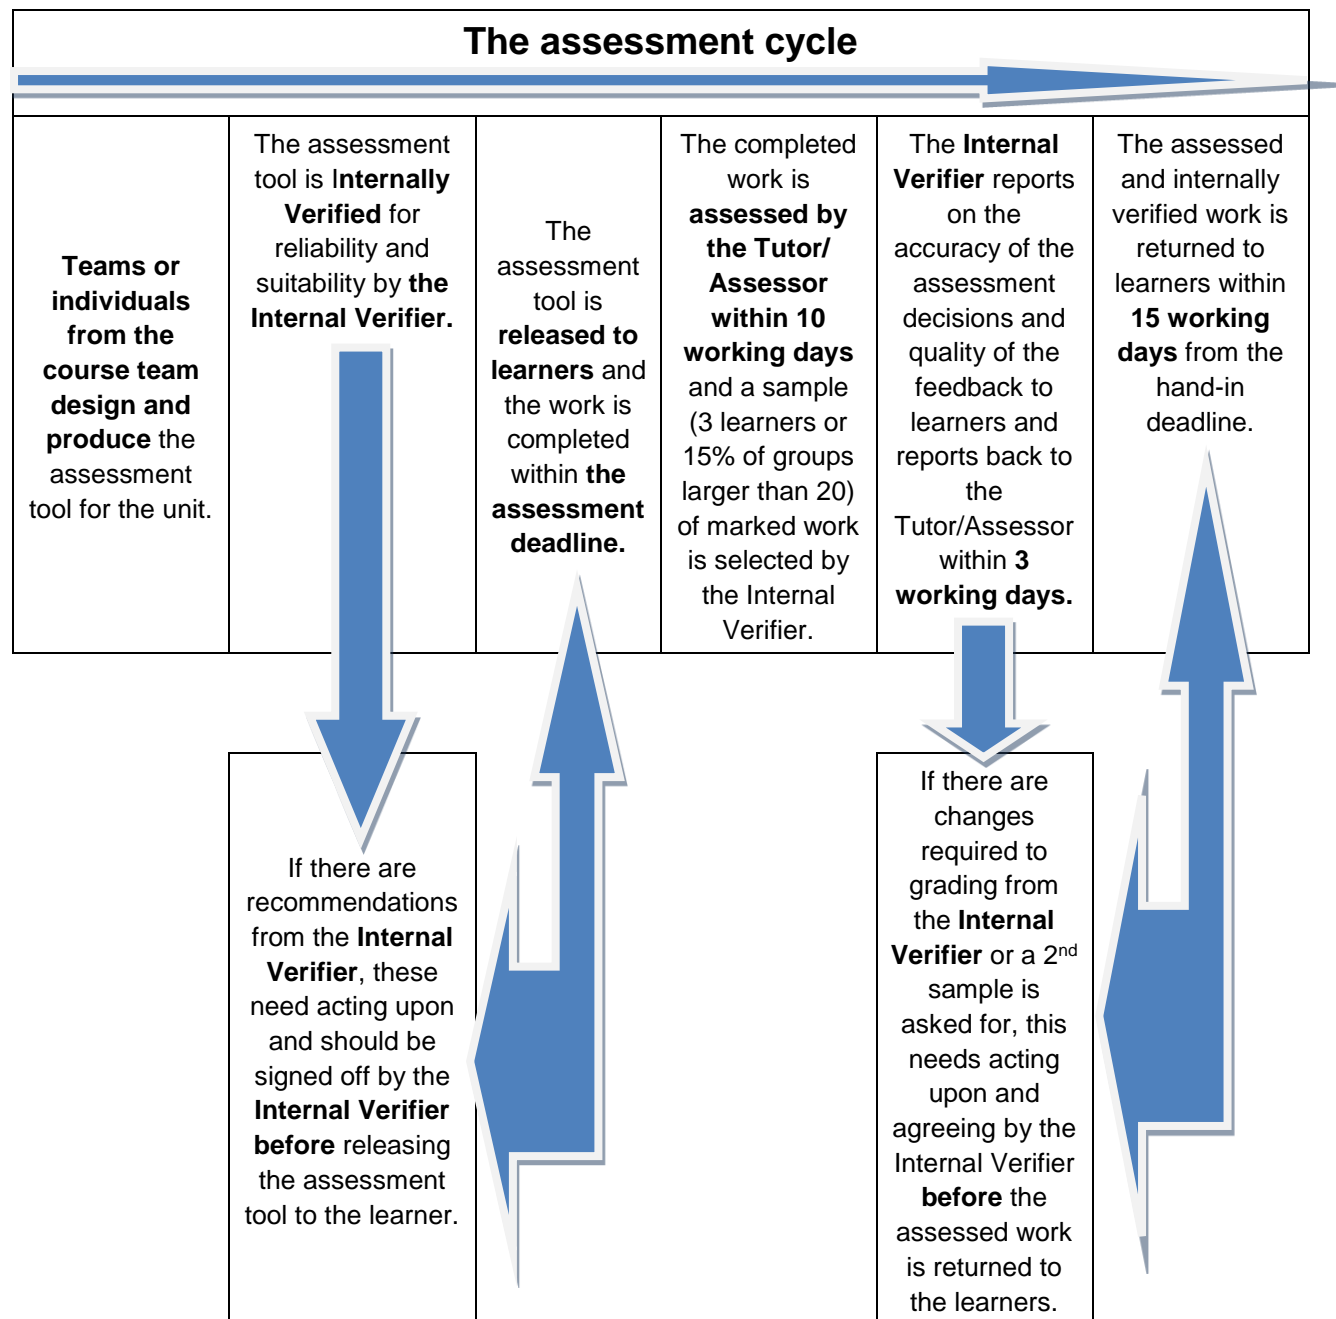 The assessment cycle
Teams or
individuals
from the
course team
design and
produce the
assessment
tool for the unit.
The assessment
tool is Internally
Verified for
reliability and
suitability by the
Internal Verifier.
The
assessment
tool is
released to
learners and
the work is
completed
within the
assessment
deadline.
The completed
work is
assessed by
the Tutor/
Assessor
within 10
working days
and a sample
(3 learners or
15% of groups
larger than 20)
of marked work
is selected by
the Internal
Verifier.
The Internal
Verifier reports
on the
accuracy of the
assessment
decisions and
quality of the
feedback to
learners and
reports back to
the
Tutor/Assessor
within 3
working days.
The assessed
and internally
verified work is
returned to
learners within
15 working
days from the
hand-in
deadline.
If there are
recommendations
from the Internal
Verifier, these
need acting upon
and should be
signed off by the
Internal Verifier
before releasing
the assessment
tool to the learner.
If there are
changes
required to
grading from
the Internal
Verifier or a 2nd
sample is
asked for, this
needs acting
upon and
agreeing by the
Internal Verifier
before the
assessed work
is returned to
the learners.